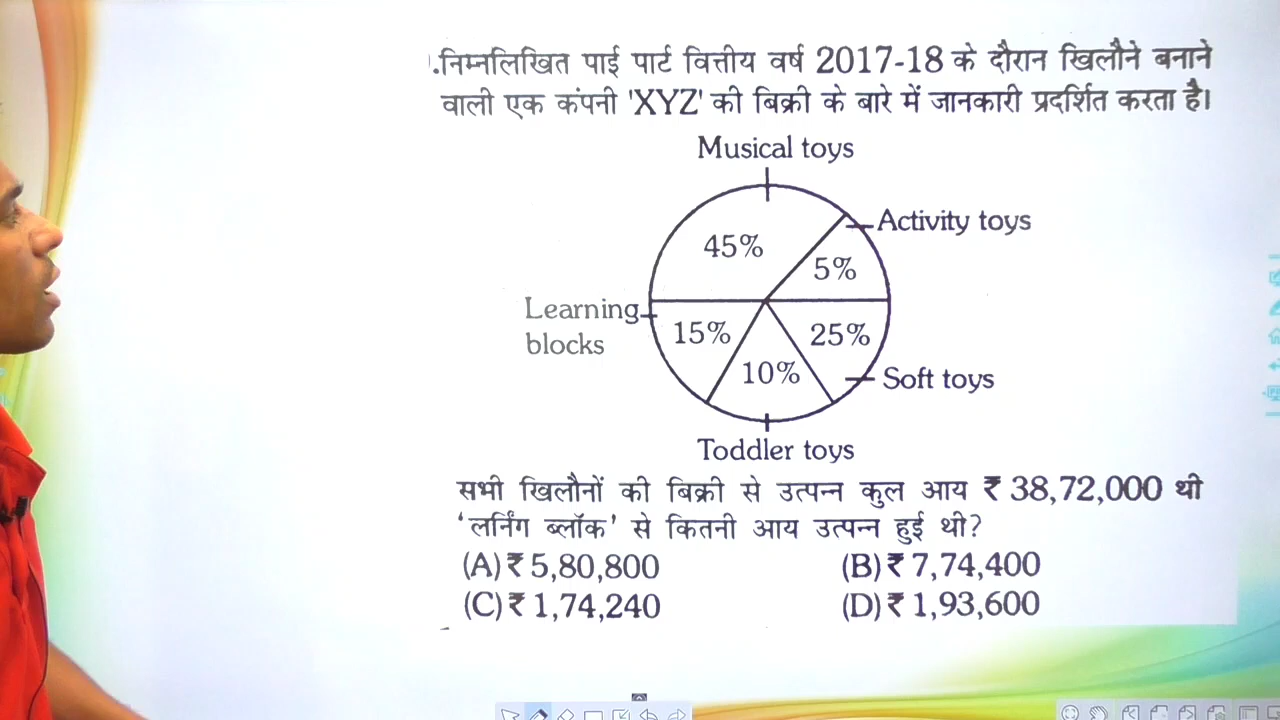 .निम्नलिखित पाई पार्ट वित्तीय वर्ष 2017-18 के दौरान खिलौने बनाने
वाली एक कंपनी 'XYZ' की बिक्री के बारे में जानकारी प्रदर्शित करता है।
Musical toys
Activity toys
45%
5%
Learning
blocks
15%
25%
10%
Soft toys
Toddler toys
सभी खिलौनों की बिक्री से उत्पन्न कुल आय ₹ 38,72,000 थी
'लर्निंग ब्लॉक' से कितनी आय उत्पन्न हुई थी?
(A) ₹ 5,80,800
(B) ₹ 7,74,400
(C) ₹ 1,74,240
(D) ₹ 1,93,600